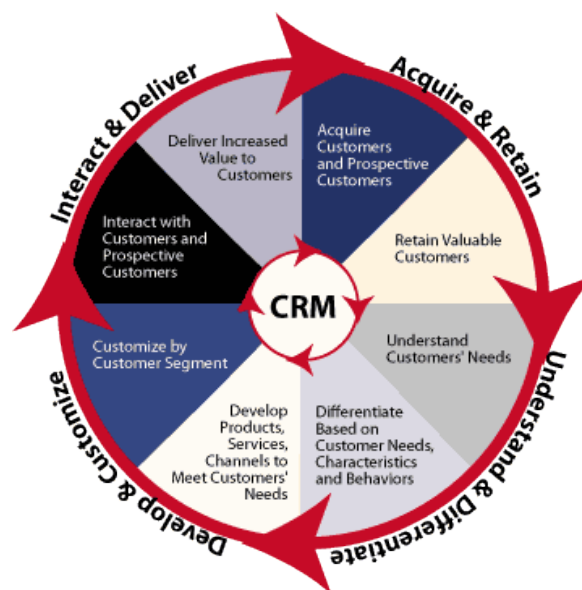 Interact & Deliver
Acquire & Retain
Deliver Increased
Value to
Customers
Acquire
Customers
and Prospective
Customers
Interact with
Customers and
Prospective
Customers
Retain Valuable
Customers
CRM
Customize by
Customer Segment
Understand
Customers' Needs
Develop
Products,
Services,
Channels to
Meet Customers'
Needs
Differentiate
Based on
Customer Needs,
Characteristics
and Behaviors
Develop & Customize
Understand & Differentiate